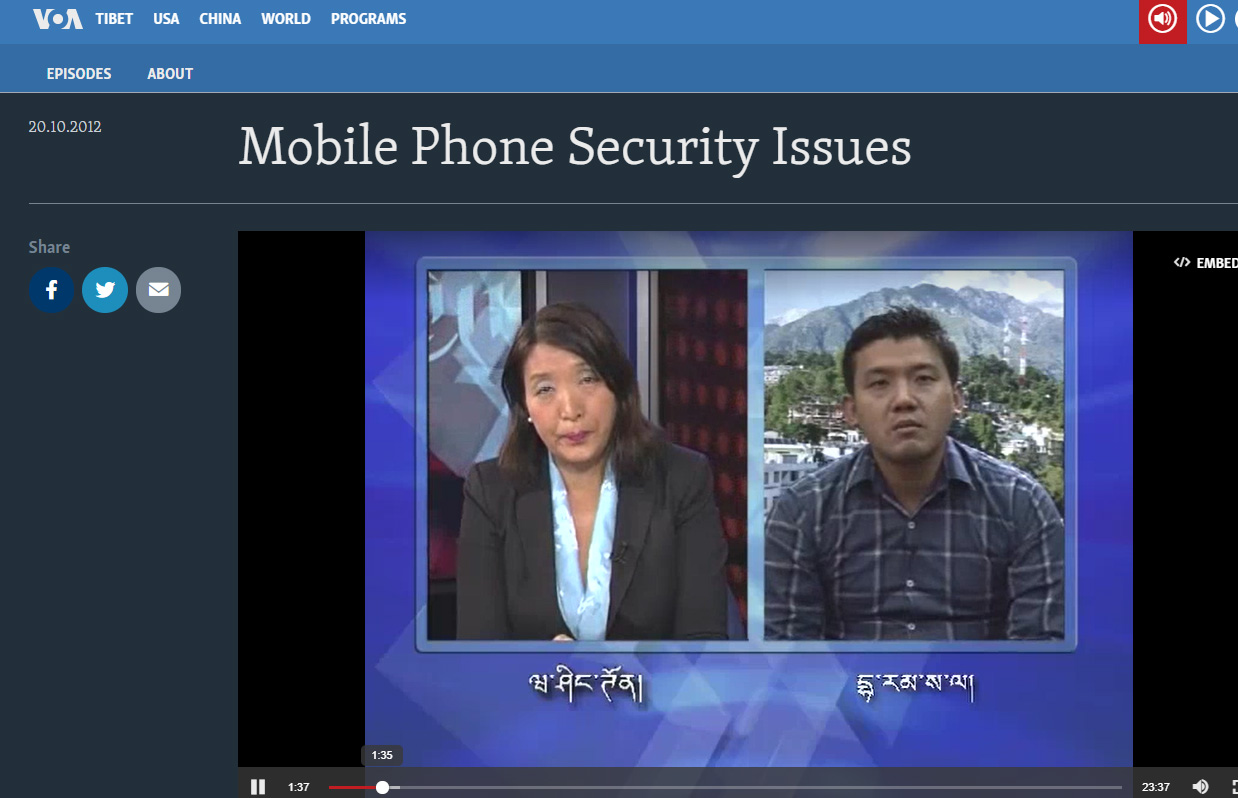 VOA TIBET USA CHINA WORLD PROGRAMS
EPISODES ABOUT
20.10.2012
Mobile Phone Security Issues
Share
</> EMBED
ཝ་ཤིང་ཊོན།
དྷ་རམ་ས་ལ།
1:35
1:37
23:37